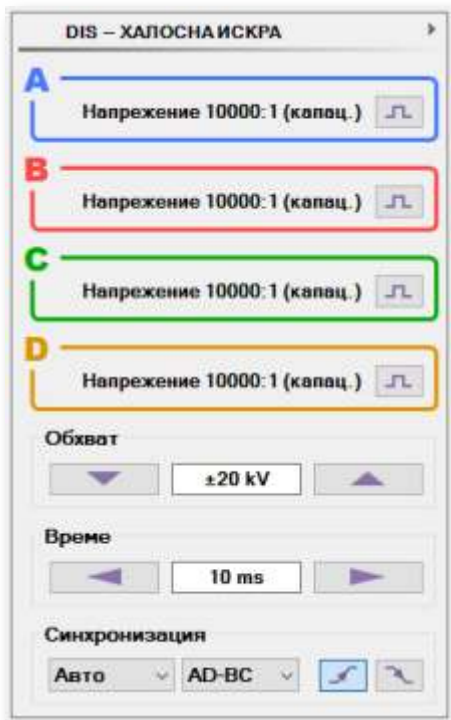 DIS – ХАЛОСНА ИСКРА
A
Напрежение 10000:1 (капац.)
B
Напрежение 10000:1 (капац.)
C
Напрежение 10000:1 (капац.)
D
Напрежение 10000:1 (капац.)
Обхват
±20 kV
Време
10 ms
Синхронизация
Авто AD-BC